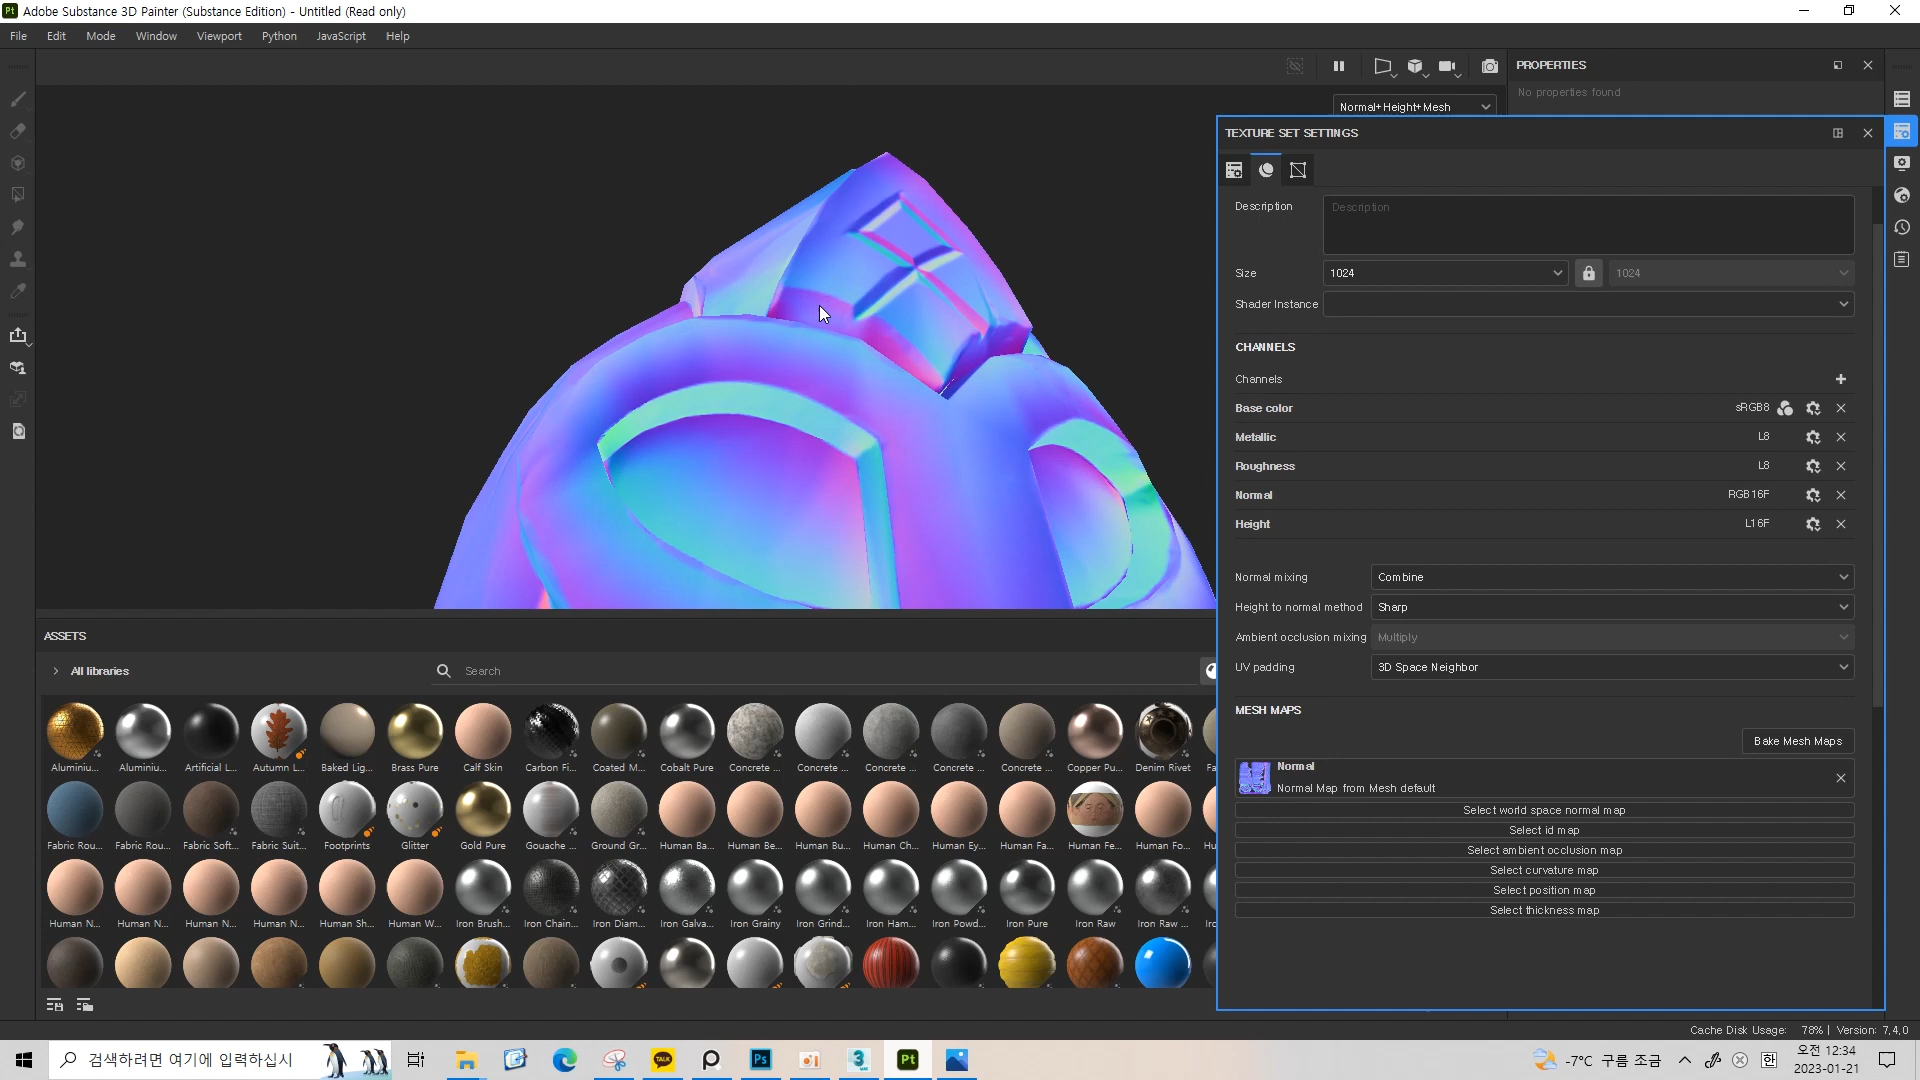 Adobe Substance 3D Painter (Substance Edition) - Untitled (Read only)
File Edit Mode Window Viewport Python JavaScript Help
PROPERTIES
No properties found
Normal+Height+Mesh
TEXTURE SET SETTINGS
Description
Description
Size 1024 1024
Shader Instance
CHANNELS
Channels
Base color sRGB8
Metallic L8
Roughness L8
Normal RGB16F
Height L16F
Normal mixing Combine
Height to normal method Sharp
Ambient occlusion mixing Multiply
UV padding 3D Space Neighbor
MESH MAPS
Bake Mesh Maps
Normal
Normal Map from Mesh default
Select world space normal map
Select id map
Select ambient occlusion map
Select curvature map
Select position map
Select thickness map
ASSETS
All libraries Search
Aluminiu... Aluminiu... Artificial L... Autumn L... Baked Lig... Brass Pure Calf Skin Carbon Fi... Coated M... Cobalt Pure Concrete ... Concrete ... Concrete ... Concrete ... Concrete ... Copper Pu... Denim Rivet Fa
Fabric Rou... Fabric Rou... Fabric Soft... Fabric Suit... Footprints Glitter Gold Pure Gouache ... Ground Gr... Human Ba... Human Be... Human Bu... Human Ch... Human Ey... Human Fa... Human Fe... Human Fo... Hu
Human N... Human N... Human N... Human N... Human Sh... Human W... Iron Brush... Iron Chain... Iron Diam... Iron Galva... Iron Grainy Iron Grind... Iron Ham... Iron Powd... Iron Pure Iron Raw Iron Raw ...
Cache Disk Usage: 78% | Version: 7,4,0
검색하려면 여기에 입력하십시
TALK
Ps
3
Pt
-7°C 구름 조금
한
오전 12:34
2023-01-21